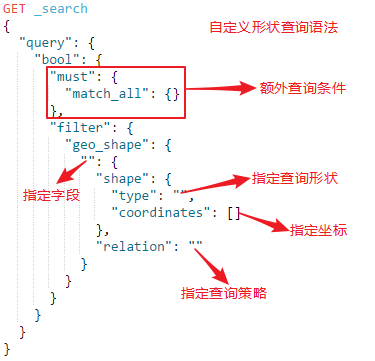 GET _search
自定义形状查询语法
{
"query": {
"bool": {
"must": {
"match_all": {}
额外查询条件
},
"filter": {
"geo_shape": {
"": {
指定字段
"shape": {
"type": "",
指定查询形状
"coordinates": []
指定坐标
},
"relation": ""
指定查询策略
}
}
}
}
}
}